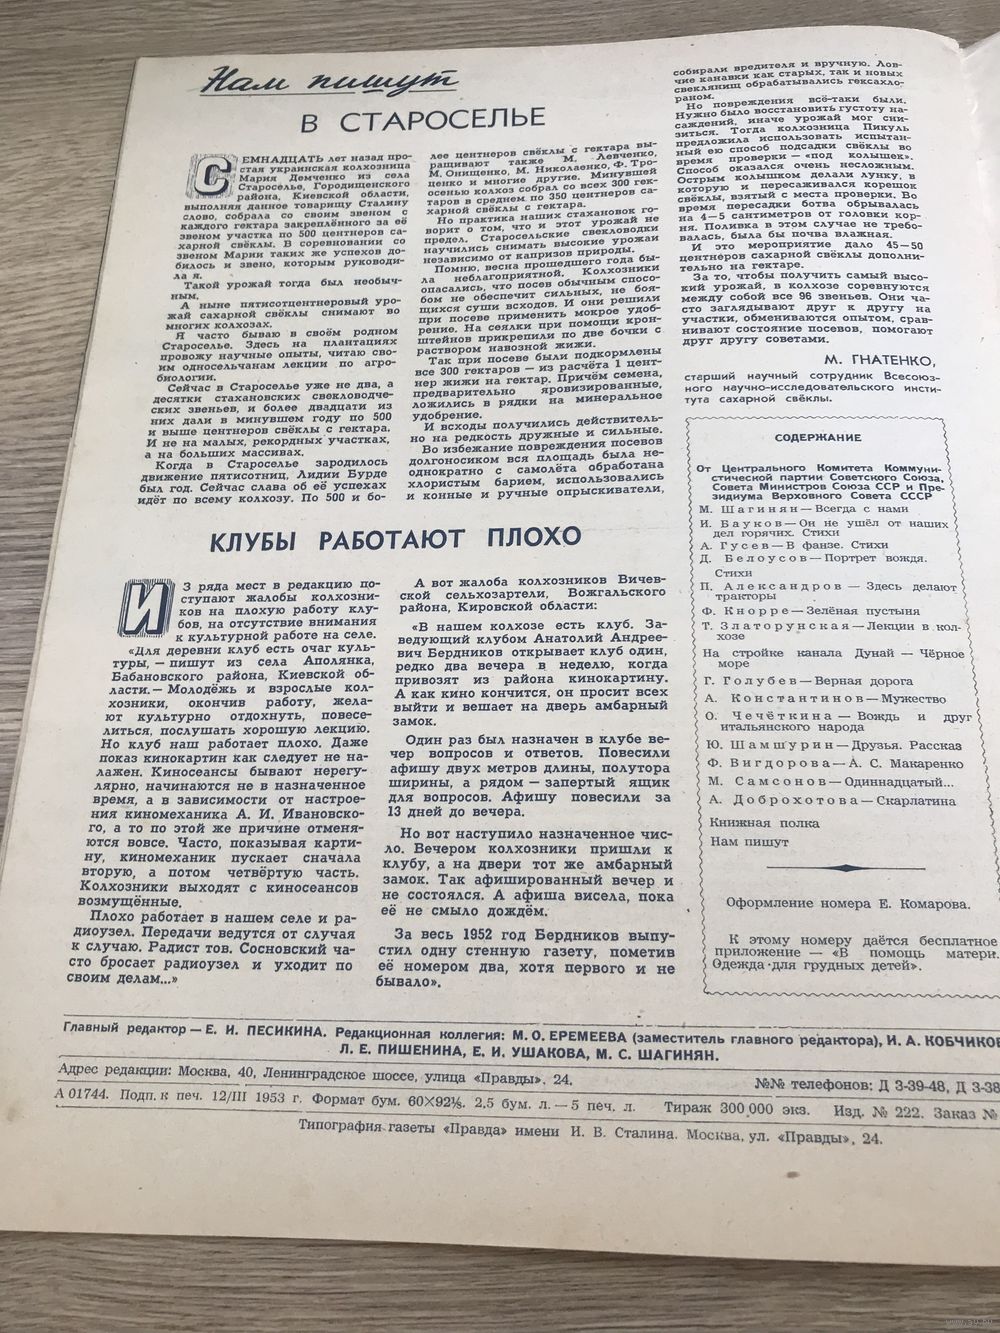 Нам пишут
В СТАРОСЕЛЬЕ
СЕМНАДЦАТЬ лет назад про-
стая украинская колхозница
Мария Демченко из села
Староселье, Городищенского
района, Киевской области,
выполняя данное товарищу Сталину
слово, собрала со своим звеном с
каждого гектара закреплённого за её
звеном участка по 500 центнеров са-
харной свёклы. В соревновании со
звеном Марии таких же успехов до-
билось и звено, которым руководи-
ла я.
Такой урожай тогда был необыч-
ным.
А ныне пятисотцентнеровый уро-
жай сахарной свёклы снимают во
многих колхозах.
Я часто бываю в своём родном
Староселье. Здесь на плантациях
провожу научные опыты, читаю сво-
им односельчанам лекции по агро-
биологии.
Сейчас в Староселье уже не два, а
десятки стахановских свекловодче-
ских звеньев, и более двадцати из
них дали в минувшем году по 500
и выше центнеров свёклы с гектара.
И не на малых, рекордных участках,
а на больших массивах.
Когда в Староселье зародилось
движение пятисотниц, Лидии Бурде
был год. Сейчас слава об её успехах
идёт по всему колхозу. По 500 и бо-
лее центнеров свёклы с гектара вы-
ращивают также М. Левченко,
М. Онищенко, М. Николаенко, Ф. Тро-
ценко и многие другие. Минувшей
осенью колхоз собрал со всех 300 гек-
таров в среднем по 350 центнеров са-
харной свёклы с гектара.
Но практика наших стахановок го-
ворит о том, что и этот урожай не
предел. Старосельские свекловодки
научились снимать высокие урожаи
независимо от капризов природы.
Помню, весна прошедшего года бы-
ла неблагоприятной. Колхозники
опасались, что посев обычным спосо-
бом не обеспечит сильных, не боя-
щихся суши всходов. И они решили
при посеве применить мокрое удоб-
рение. На сеялки при помощи крон-
штейнов прикрепили по две бочки с
раствором навозной жижи.
Так при посеве были подкормлены
все 300 гектаров — из расчёта 1 цент-
нер жижи на гектар. Причём семена,
предварительно яровизированные,
ложились в рядки на минеральное
удобрение.
И всходы получились действитель-
но на редкость дружные и сильные.
Во избежание повреждения посевов
долгоносиком вся площадь была не-
однократно с самолёта обработана
хлористым барием, использовались
и конные и ручные опрыскиватели,
собирали вредителя и вручную. Лов-
чие канавки как старых, так и новых
свеклянищ обрабатывались гексахло-
раном.
Но повреждения всё-таки были.
Нужно было восстановить густоту на-
саждений, иначе урожай мог сни-
зиться. Тогда колхозница Пикуль
предложила использовать испытан-
ный ею способ подсадки свёклы во
время проверки — «под колышек».
Способ оказался очень несложным.
Острым колышком делали лунку, в
которую и пересаживался корешок
свёклы, взятый с места проверки. Во
время пересадки ботва обрывалась
на 4—5 сантиметров от головки кор-
ня. Поливка в этом случае не требо-
валась, была бы почва влажная.
И это мероприятие дало 45—50
центнеров сахарной свёклы дополни-
тельно на гектаре.
За то, чтобы получить самый высо-
кий урожай, в колхозе соревнуются
между собой все 96 звеньев. Они ча-
сто заглядывают друг к другу на
участки, обмениваются опытом, срав-
нивают состояние посевов, помогают
друг другу советами.
М. ГНАТЕНКО,
старший научный сотрудник Всесоюз-
ного научно-исследовательского инсти-
тута сахарной свёклы.
КЛУБЫ РАБОТАЮТ ПЛОХО
ИЗ ряда мест в редакцию по-
ступают жалобы колхозни-
ков на плохую работу клу-
бов, на отсутствие внимания
к культурной работе на селе.
«Для деревни клуб есть очаг куль-
туры, — пишут из села Аполянка,
Бабановского района, Киевской об-
ласти. — Молодёжь и взрослые кол-
хозники, окончив работу, жела-
ют культурно отдохнуть, повесе-
литься, послушать хорошую лекцию.
Но клуб наш работает плохо. Даже
показ кинокартин как следует не на-
лажен. Киносеансы бывают нерегу-
лярно, начинаются не в назначенное
время, а в зависимости от настрое-
ния киномеханика А. И. Ивановско-
го, а то по этой же причине отменя-
ются вовсе. Часто, показывая карти-
ну, киномеханик пускает сначала
вторую, а потом четвёртую часть.
Колхозники выходят с киносеансов
возмущённые.
Плохо работает в нашем селе и ра-
диоузел. Передачи ведутся от случая
к случаю. Радист тов. Сосновский ча-
сто бросает радиоузел и уходит по
своим делам...»
А вот жалоба колхозников Вичев-
ской сельхозартели, Вожгальского
района, Кировской области:
«В нашем колхозе есть клуб. За-
ведующий клубом Анатолий Андрее-
вич Бердников открывает клуб один,
редко два вечера в неделю, когда
привозят из района кинокартину.
А как кино кончится, он просит всех
выйти и вешает на дверь амбарный
замок.
Один раз был назначен в клубе ве-
чер вопросов и ответов. Повесили
афишу двух метров длины, полутора
ширины, а рядом — запертый ящик
для вопросов. Афишу повесили за
13 дней до вечера.
Но вот наступило назначенное чис-
ло. Вечером колхозники пришли к
клубу, а на двери тот же амбарный
замок. Так афишированный вечер и
не состоялся. А афиша висела, пока
её не смыло дождём.
За весь 1952 год Бердников выпу-
стил одну стенную газету, пометив
её номером два, хотя первого и не
бывало».
СОДЕРЖАНИЕ
От Центрального Комитета Коммуни-
стической партии Советского Союза,
Совета Министров Союза ССР и Пре-
зидиума Верховного Совета СССР
М. Шагинян — Всегда с нами
И. Бауков — Он не ушёл от наших
дел горячих. Стихи
А. Гусев — В фанзе. Стихи
Д. Белоусов — Портрет вождя.
Стихи
П. Александров — Здесь делают
тракторы
Ф. Кнорре — Зелёная пустыня
Т. Златорунская — Лекции в кол-
хозе
На стройке канала Дунай — Чёрное
море
Г. Голубев — Верная дорога
А. Константинов — Мужество
О. Чечёткина — Вождь и друг
итальянского народа
Ю. Шамшурин — Друзья. Рассказ
Ф. Вигдорова — А. С. Макаренко
М. Самсонов — Одиннадцатый...
А. Доброхотова — Скарлатина
Книжная полка
Нам пишут
Оформление номера Е. Комарова.
К этому номеру даётся бесплатное
приложение — «В помощь матери.
Одежда для грудных детей».
Главный редактор — Е. И. ПЕСИКИНА. Редакционная коллегия: М. О. ЕРЕМЕЕВА (заместитель главного редактора), И. А. КОБЧИКОВ
Л. Е. ПИШЕНИНА, Е. И. УШАКОВА, М. С. ШАГИНЯН.
Адрес редакции: Москва, 40, Ленинградское шоссе, улица «Правды», 24. №№ телефонов: Д 3-39-48, Д 3-38
А 01744. Подп. к печ. 12/III 1953 г. Формат бум. 60×92⅛. 2,5 бум. л. — 5 печ. л. Тираж 300 000 экз. Изд. № 222. Заказ №
Типография газеты «Правда» имени И. В. Сталина. Москва, ул. «Правды», 24.